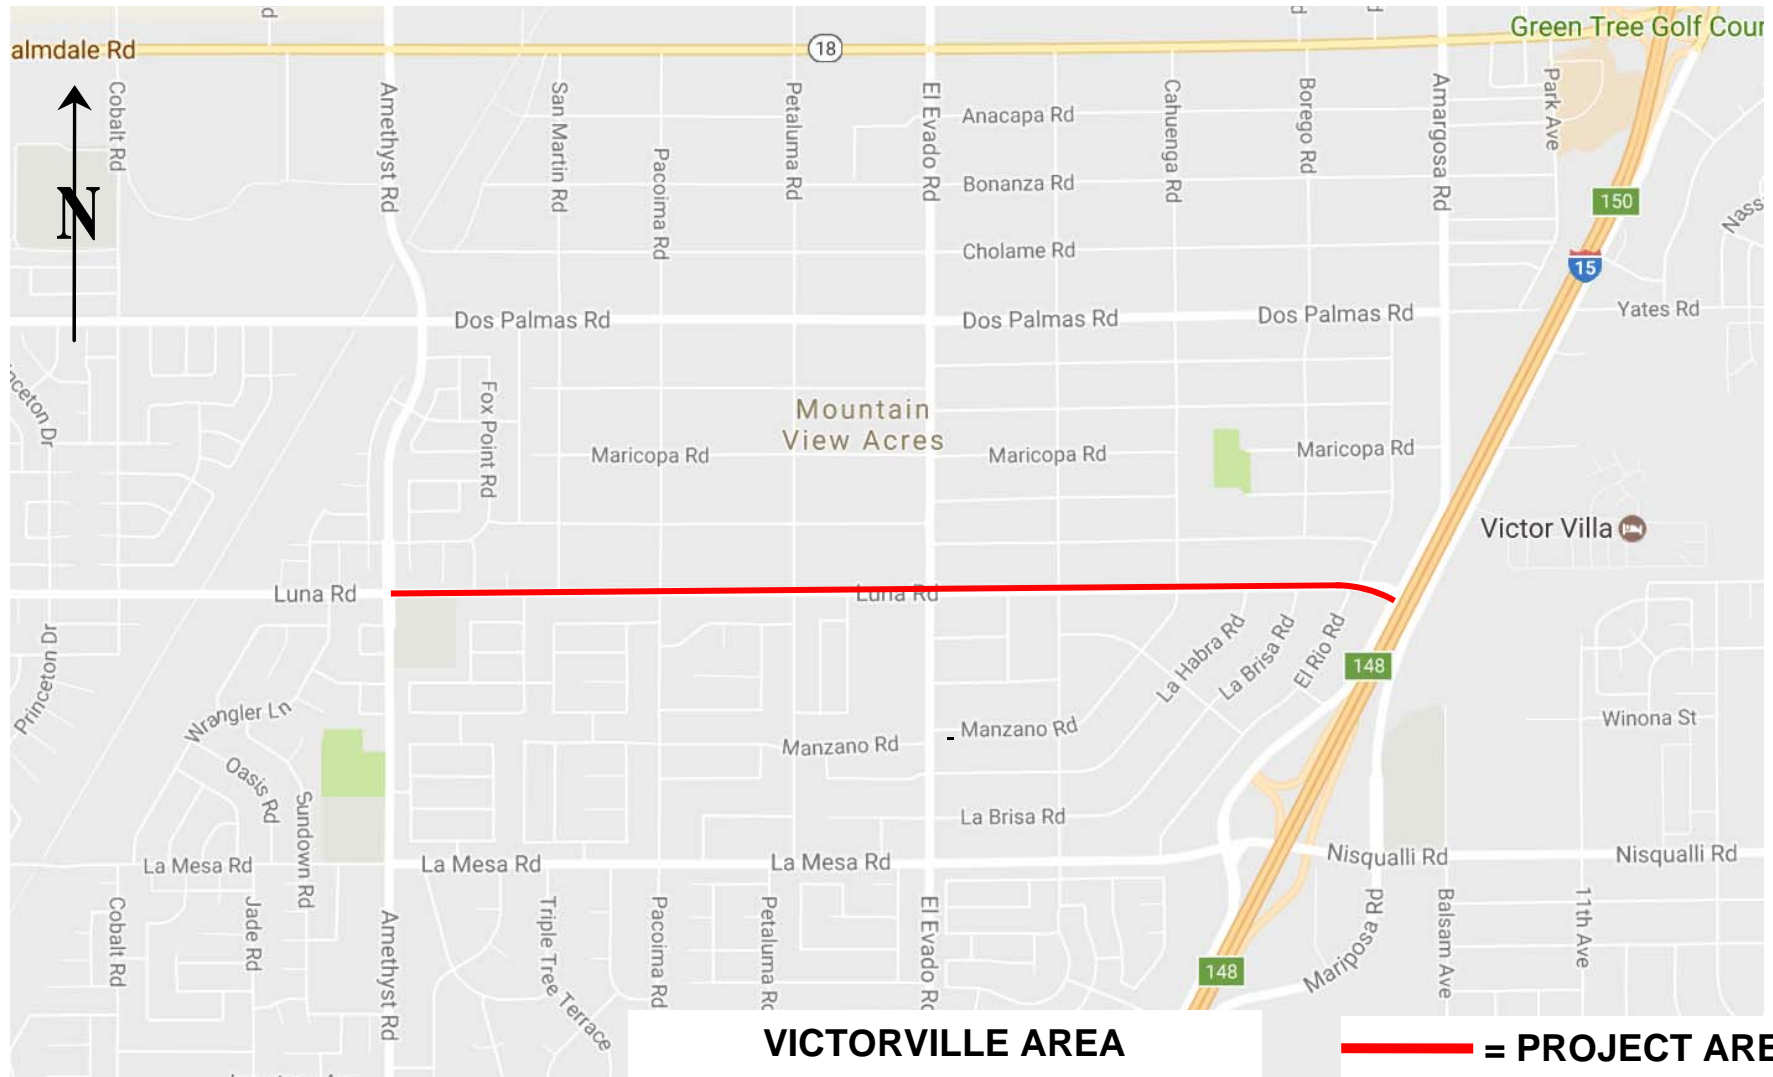 almdale Rd
18
Green Tree Golf Cour
Cobalt Rd
Amethyst Rd
San Martin Rd
Pacoima Rd
Petaluma Rd
El Evado Rd
Anacapa Rd
Cahuenga Rd
Borego Rd
Amargosa Rd
Park Ave
N
Bonanza Rd
150
Nass
Cholame Rd
15
Dos Palmas Rd
Dos Palmas Rd
Dos Palmas Rd
Yates Rd
nceton Dr
Fox Point Rd
Mountain
View Acres
Maricopa Rd
Maricopa Rd
Maricopa Rd
Victor Villa
Luna Rd
Luna Rd
Princeton Dr
La Habra Rd
La Brisa Rd
El Rio Rd
148
Wrangler Ln
Manzano Rd
Manzano Rd
Winona St
Oasis Rd
Sundown Rd
La Brisa Rd
La Mesa Rd
La Mesa Rd
La Mesa Rd
Nisqualli Rd
Nisqualli Rd
Cobalt Rd
Jade Rd
Amethyst Rd
Triple Tree Terrace
Pacoima Rd
Petaluma Rd
El Evado Rd
148
Mariposa Rd
Balsam Ave
11th Ave
VICTORVILLE AREA
= PROJECT ARE